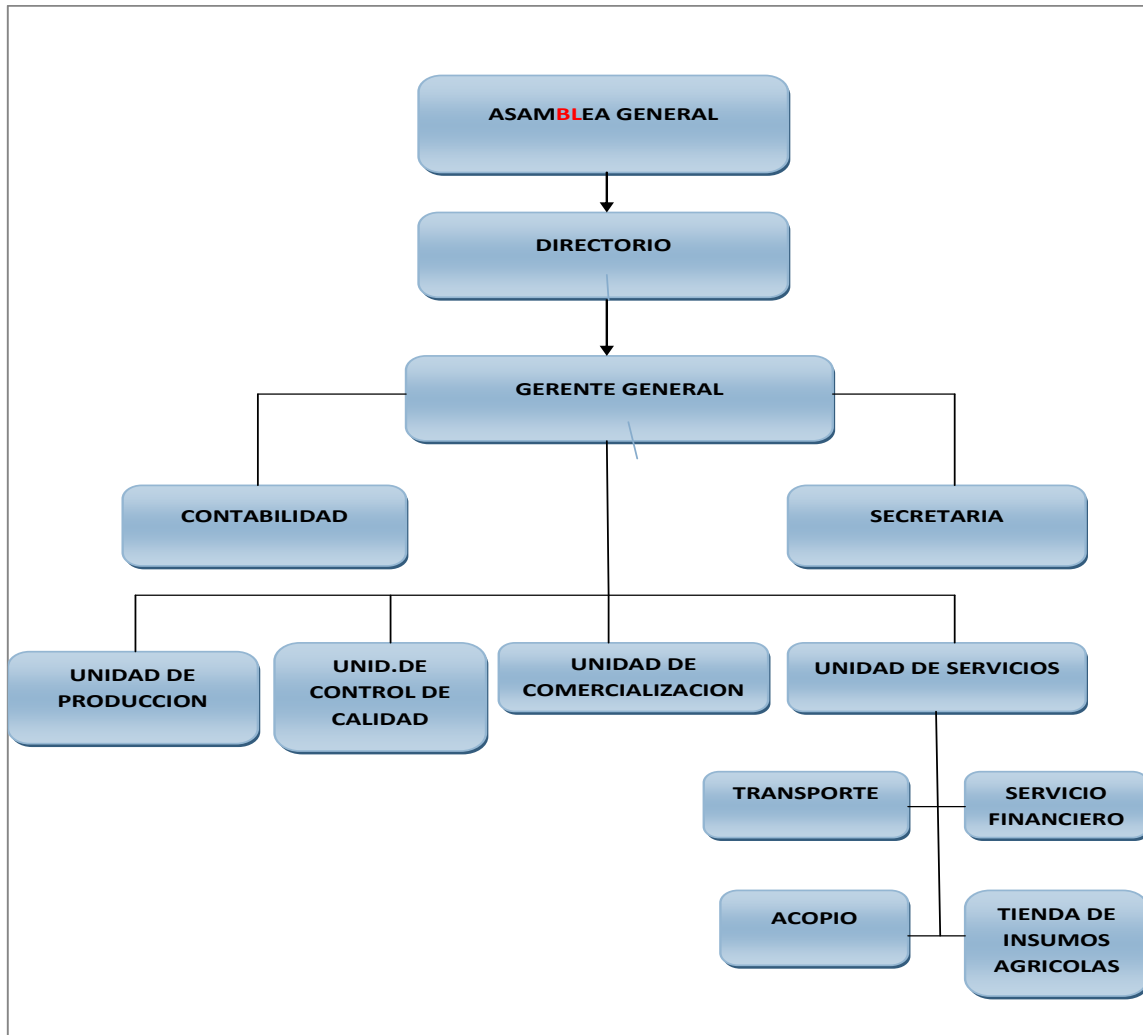 ASAMBLEA GENERAL
DIRECTORIO
GERENTE GENERAL
CONTABILIDAD
SECRETARIA
UNIDAD DE
PRODUCCION
UNID.DE
CONTROL DE
CALIDAD
UNIDAD DE
COMERCIALIZACION
UNIDAD DE SERVICIOS
TRANSPORTE
SERVICIO
FINANCIERO
ACOPIO
TIENDA DE
INSUMOS
AGRICOLAS